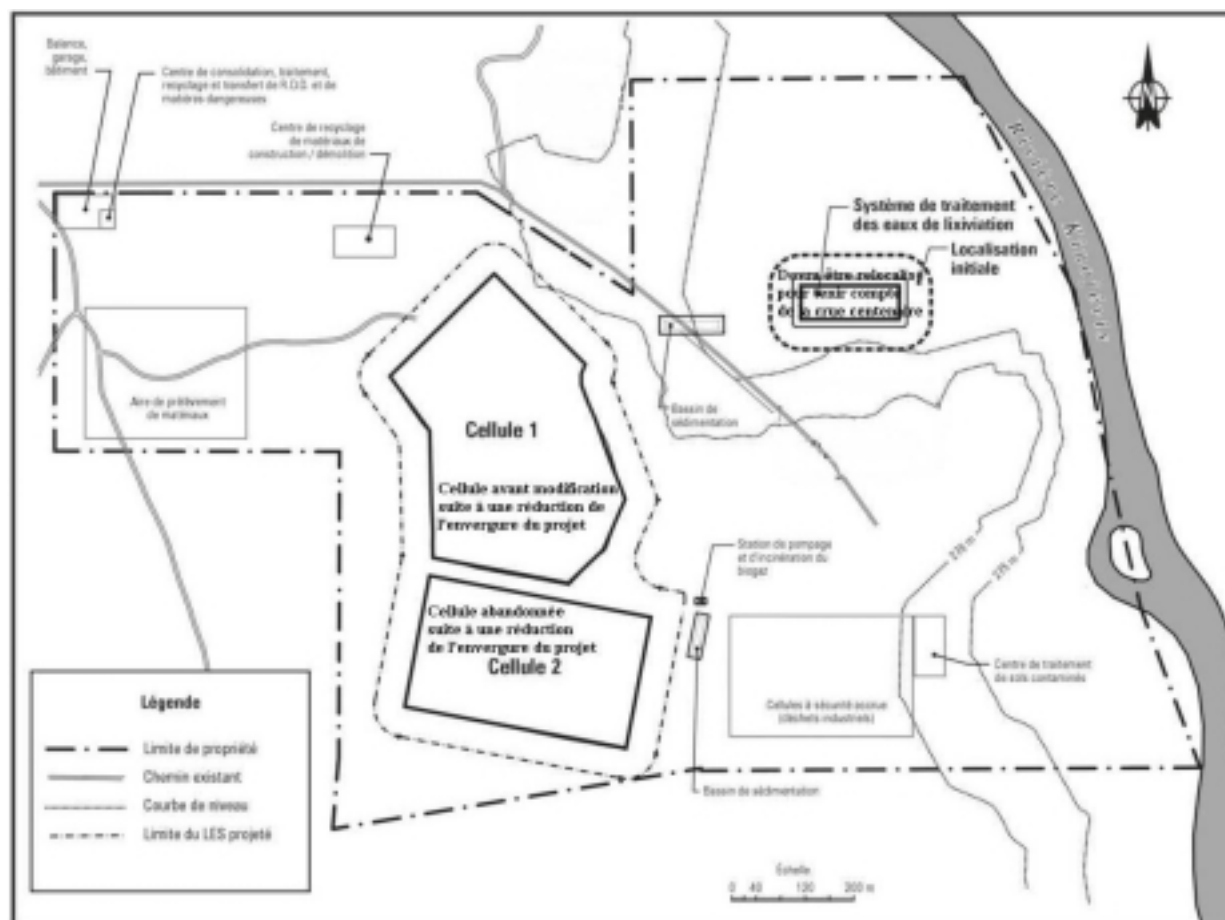 Balance,
garage,
bâtiment
Centre de consolidation, traitement,
recyclage et transfert de R.D.D. et de
matières dangereuses
Centre de recyclage
de matériaux de
construction / démolition
N
Rivière
Système de traitement
des eaux de lixiviation
Localisation
initiale
Devra être relocalisé
pour tenir compte
de la crue centenaire
Aire de prélèvement
de matériaux
Bassin de
sédimentation
Cellule 1
Cellule avant modification
suite à une réduction de
l'envergure du projet
Station de pompage
et d'incinération du
biogaz
Cellule abandonnée
suite à une réduction
de l'envergure du projet
Cellule 2
275 m
Centre de traitement
de sols contaminés
Cellules à sécurité accrue
(déchets industriels)
Bassin de sédimentation
Légende
Limite de propriété
Chemin existant
Courbe de niveau
Limite du LES projeté
Échelle
0 40 120 200 m